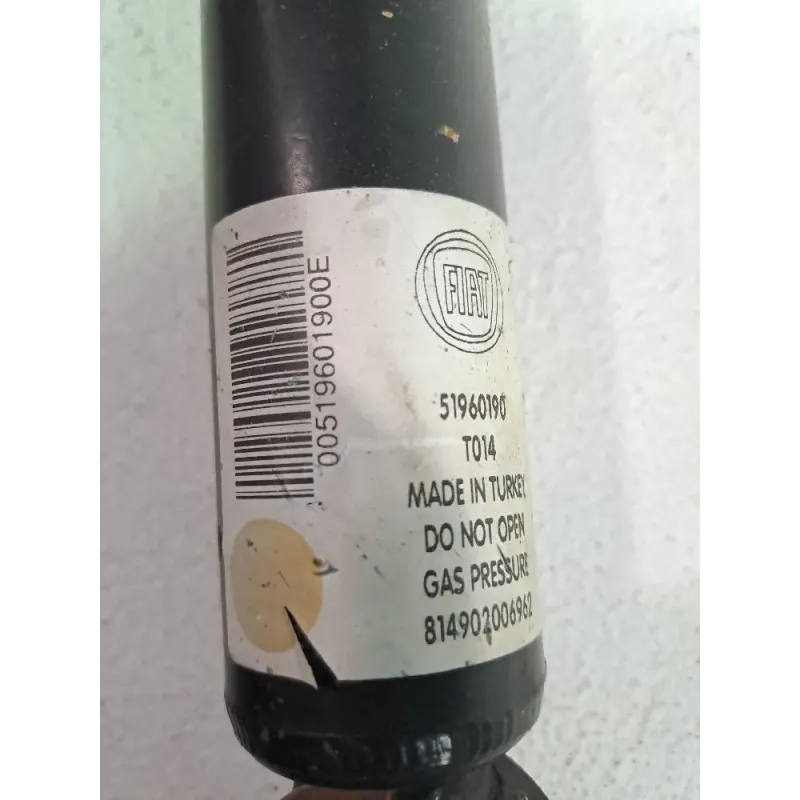 FIAT
51960190
T014
MADE IN TURKEY
DO NOT OPEN
GAS PRESSURE
814902006962
00519601900E